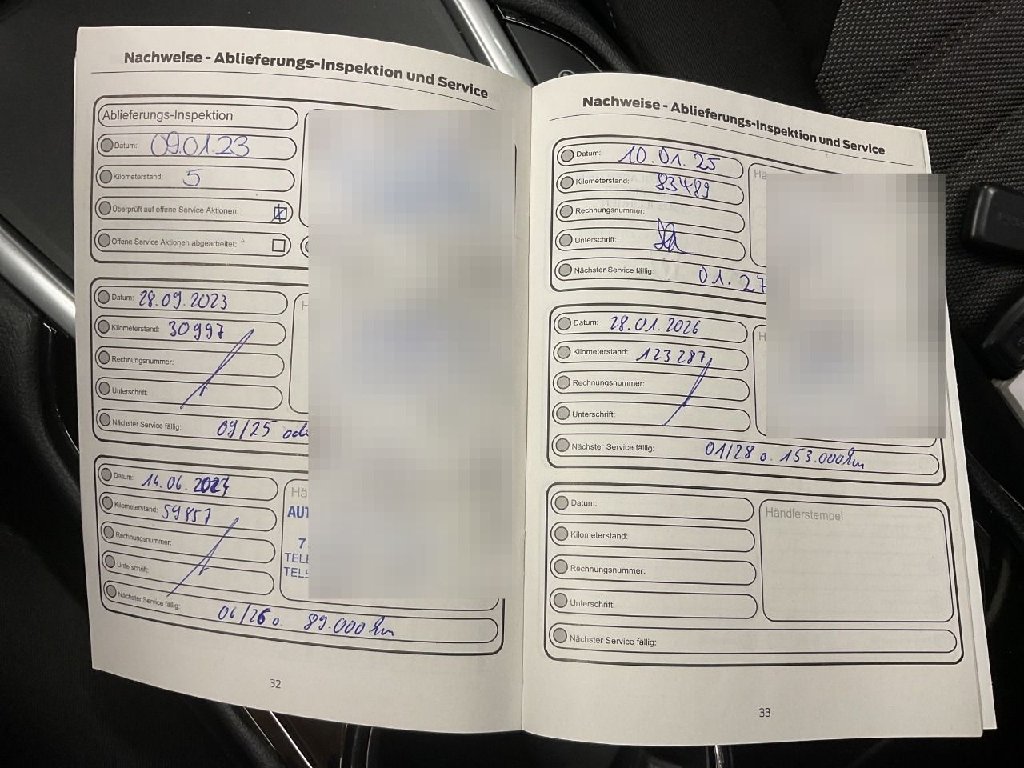 Nachweise - Ablieferungs-Inspektion und Service
Ablieferungs-Inspektion
Datum: 09.01.23
Kilometerstand: 5
Überprüft auf offene Service Aktionen:
Offene Service Aktionen abgearbeitet:
Datum: 28.09.2023
Kilometerstand: 30997
Rechnungsnummer:
Unterschrift:
Nächster Service fällig: 09/25
Datum: 14.06.
Kilometerstand: 59857
Rechnungsnummer:
Unterschrift:
Nächster Service fällig:
06/26 o. 89.000 km
AUT
7
TELE
32
Nachweise - Ablieferungs-Inspektion und Service
Datum: 10.01.25
Kilometerstand: 83489
Rechnungsnummer:
Unterschrift:
Nächster Service fällig: 01.27
Datum: 28.01.2026
Kilometerstand: 123287
Rechnungsnummer:
Unterschrift:
Nächster Service fällig: 01/28 o. 153.000 km
Datum:
Händlerstempel
Kilometerstand:
Rechnungsnummer:
Unterschrift:
Nächster Service fällig:
33